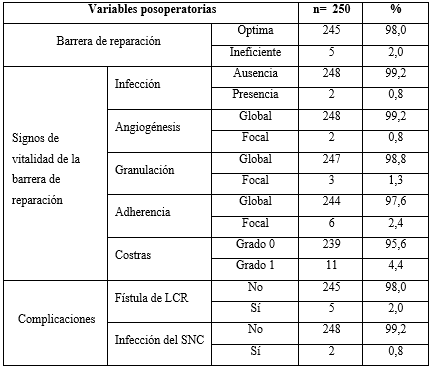 Variables posoperatorias n= 250 %
Barrera de reparación Optima 245 98,0
Ineficiente 5 2,0
Signos de vitalidad de la barrera de reparación Infección Ausencia 248 99,2
Presencia 2 0,8
Angiogénesis Global 248 99,2
Focal 2 0,8
Granulación Global 247 98,8
Focal 3 1,3
Adherencia Global 244 97,6
Focal 6 2,4
Costras Grado 0 239 95,6
Grado 1 11 4,4
Complicaciones Fístula de LCR No 245 98,0
Sí 5 2,0
Infección del SNC No 248 99,2
Sí 2 0,8